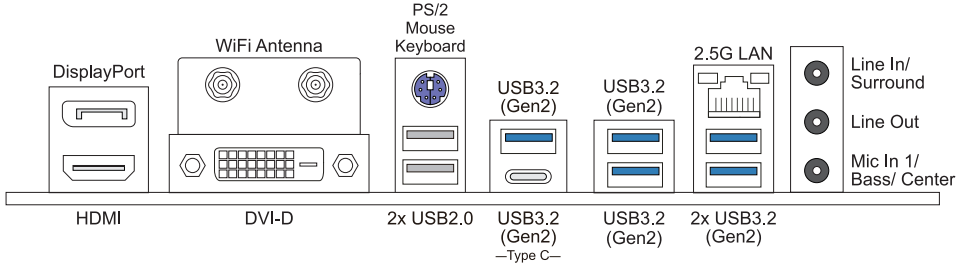 PS/2
Mouse
Keyboard
WiFi Antenna
DisplayPort
2.5G LAN
USB3.2
(Gen2)
USB3.2
(Gen2)
Line In/
Surround
Line Out
Mic In 1/
Bass/ Center
HDMI
DVI-D
2x USB2.0
USB3.2
(Gen2)
—Type C—
USB3.2
(Gen2)
2x USB3.2
(Gen2)